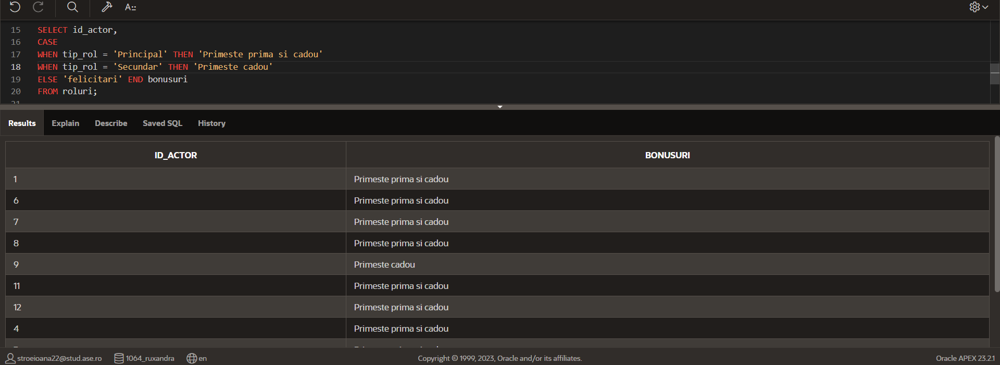 A::
15 SELECT id_actor,
16 CASE
17 WHEN tip_rol = 'Principal' THEN 'Primeste prima si cadou'
18 WHEN tip_rol = 'Secundar' THEN 'Primeste cadou'
19 ELSE 'felicitari' END bonusuri
20 FROM roluri;
Results Explain Describe Saved SQL History
ID_ACTOR BONUSURI
1 Primeste prima si cadou
6 Primeste prima si cadou
7 Primeste prima si cadou
8 Primeste prima si cadou
9 Primeste cadou
11 Primeste prima si cadou
12 Primeste prima si cadou
4 Primeste prima si cadou
stroeioana22@stud.ase.ro 1064_ruxandra en Copyright © 1999, 2023, Oracle and/or its affiliates. Oracle APEX 23.2.1